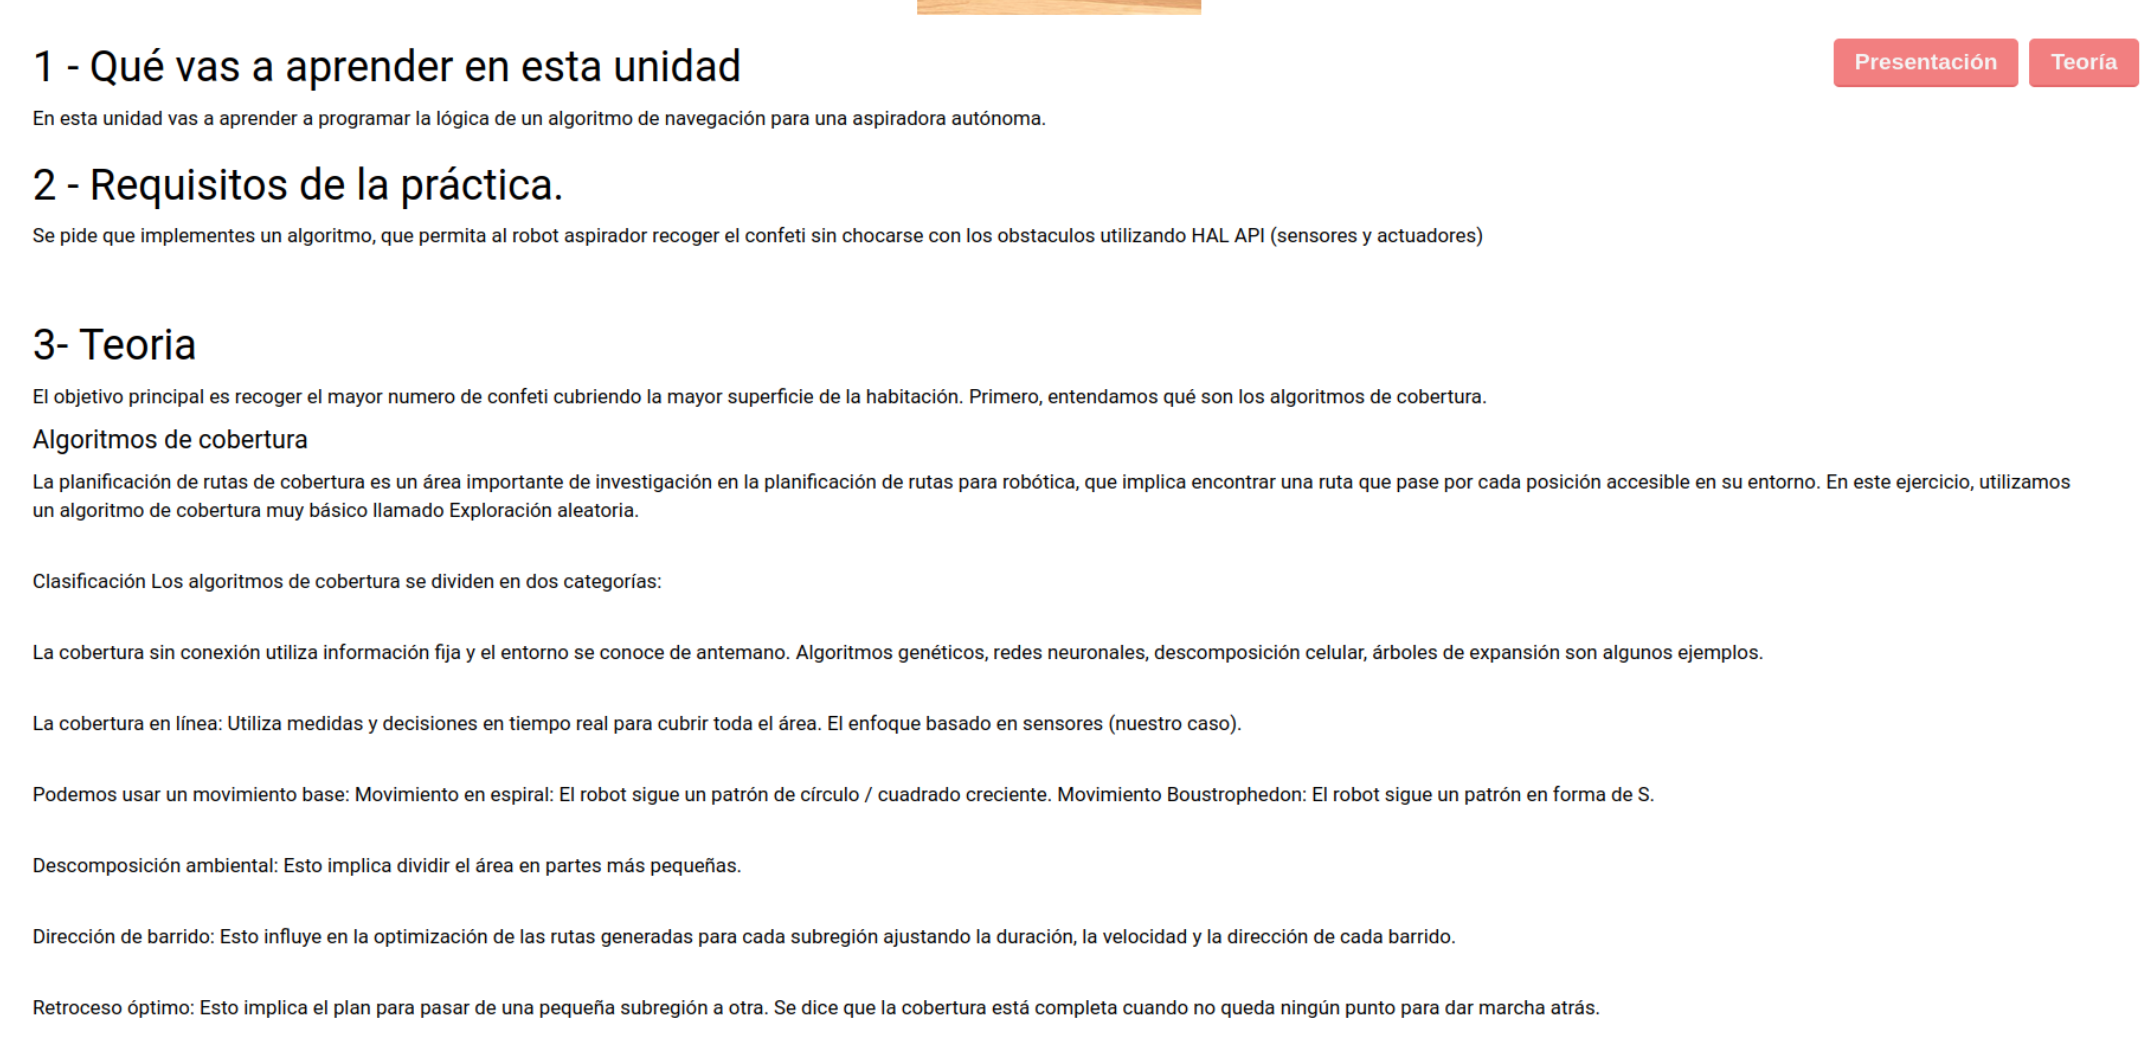 1 - Qué vas a aprender en esta unidad
Presentación
Teoría
En esta unidad vas a aprender a programar la lógica de un algoritmo de navegación para una aspiradora autónoma.
2 - Requisitos de la práctica.
Se pide que implementes un algoritmo, que permita al robot aspirador recoger el confeti sin chocarse con los obstaculos utilizando HAL API (sensores y actuadores)
3- Teoria
El objetivo principal es recoger el mayor numero de confeti cubriendo la mayor superficie de la habitación. Primero, entendamos qué son los algoritmos de cobertura.
Algoritmos de cobertura
La planificación de rutas de cobertura es un área importante de investigación en la planificación de rutas para robótica, que implica encontrar una ruta que pase por cada posición accesible en su entorno. En este ejercicio, utilizamos
un algoritmo de cobertura muy básico llamado Exploración aleatoria.
Clasificación Los algoritmos de cobertura se dividen en dos categorías:
La cobertura sin conexión utiliza información fija y el entorno se conoce de antemano. Algoritmos genéticos, redes neuronales, descomposición celular, árboles de expansión son algunos ejemplos.
La cobertura en línea: Utiliza medidas y decisiones en tiempo real para cubrir toda el área. El enfoque basado en sensores (nuestro caso).
Podemos usar un movimiento base: Movimiento en espiral: El robot sigue un patrón de círculo / cuadrado creciente. Movimiento Boustrophedon: El robot sigue un patrón en forma de S.
Descomposición ambiental: Esto implica dividir el área en partes más pequeñas.
Dirección de barrido: Esto influye en la optimización de las rutas generadas para cada subregión ajustando la duración, la velocidad y la dirección de cada barrido.
Retroceso óptimo: Esto implica el plan para pasar de una pequeña subregión a otra. Se dice que la cobertura está completa cuando no queda ningún punto para dar marcha atrás.